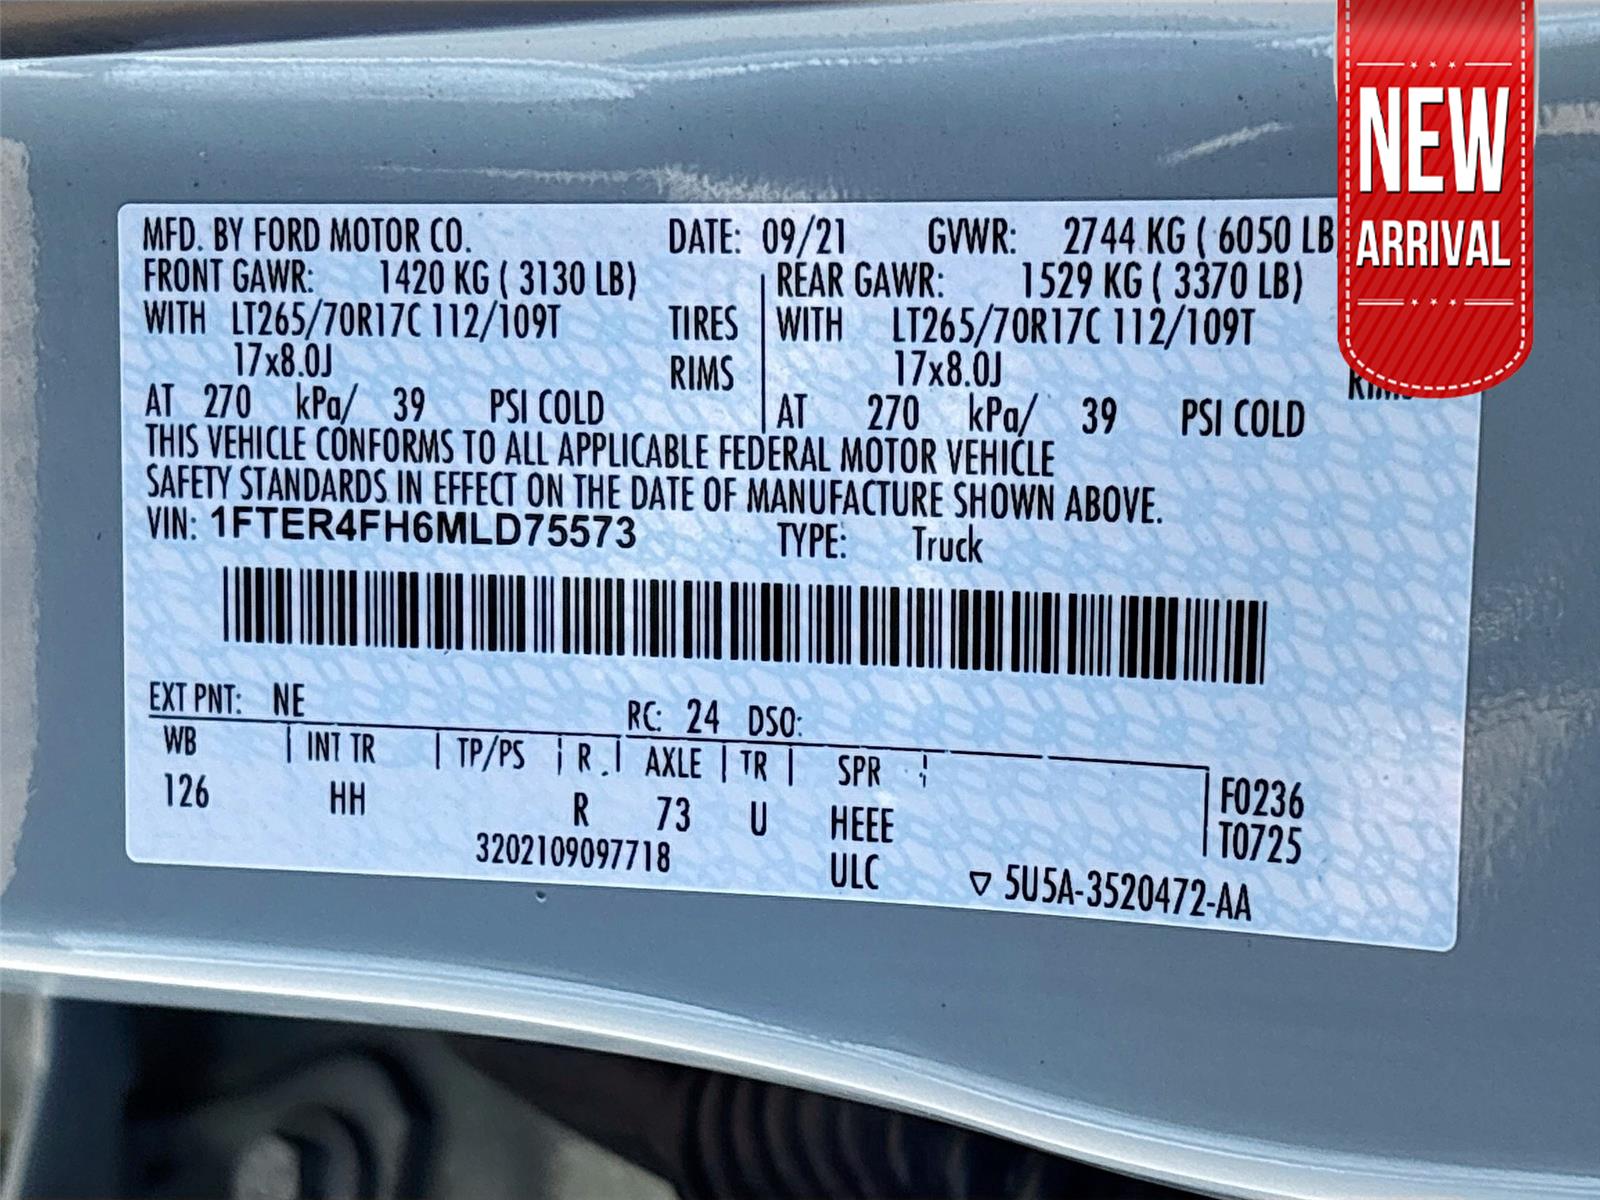 NEW
ARRIVAL
MFD. BY FORD MOTOR CO. DATE: 09/21 GVWR: 2744 KG ( 6050 LB
FRONT GAWR: 1420 KG ( 3130 LB) REAR GAWR: 1529 KG ( 3370 LB)
WITH LT265/70R17C 112/109T TIRES WITH LT265/70R17C 112/109T
17x8.0J RIMS 17x8.0J
AT 270 kPa/ 39 PSI COLD AT 270 kPa/ 39 PSI COLD
THIS VEHICLE CONFORMS TO ALL APPLICABLE FEDERAL MOTOR VEHICLE
SAFETY STANDARDS IN EFFECT ON THE DATE OF MANUFACTURE SHOWN ABOVE.
VIN: 1FTER4FH6MLD75573 TYPE: Truck
EXT PNT: NE RC: 24 DSO:
WB INT TR TP/PS R AXLE TR SPR F0236
126 HH R 73 U HEEE T0725
3202109097718 ULC ▽ 5U5A-3520472-AA